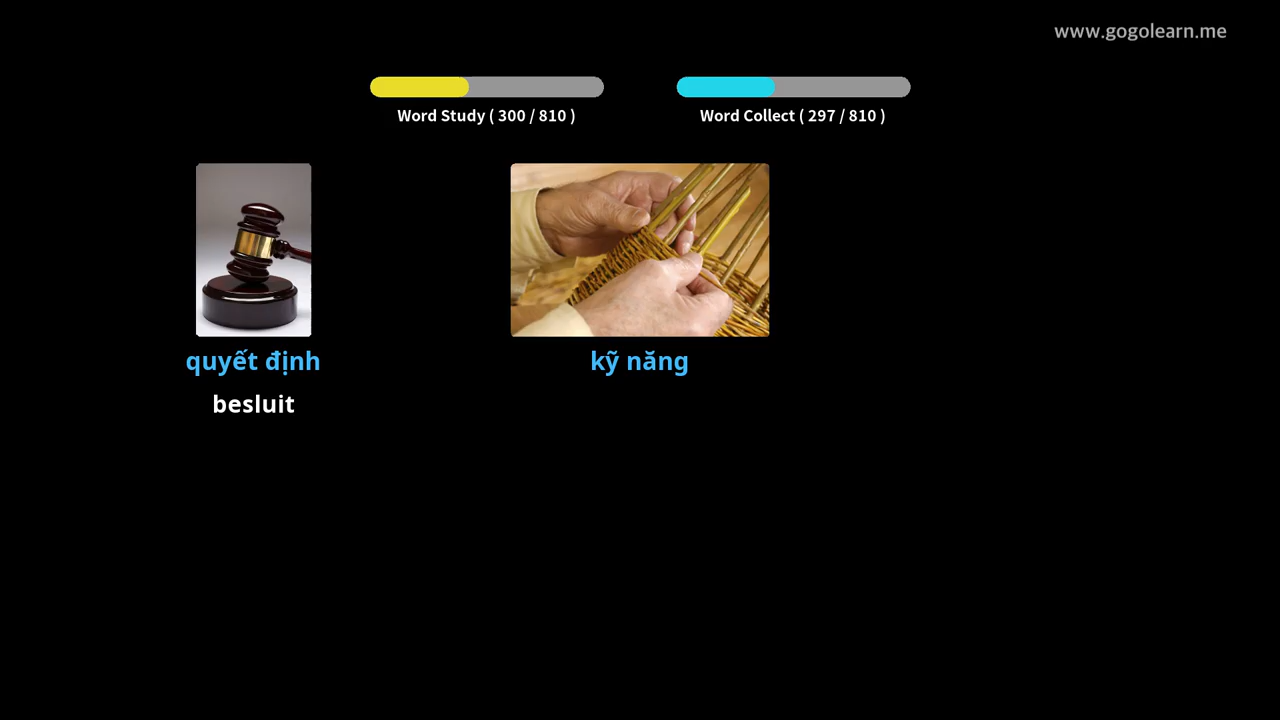 www.gogolearn.me
Word Study ( 300 / 810 )
Word Collect ( 297 / 810 )
quyết định
kỹ năng
besluit